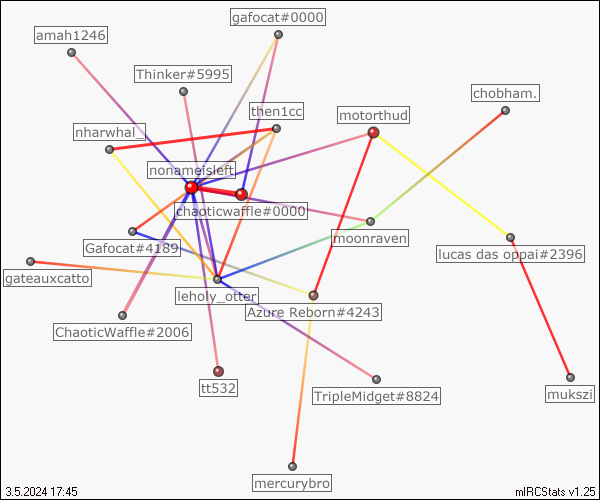 gafocat#0000
amah1246
Thinker#5995
chobham.
then1cc
motorthud
nharwhal_
nonameisleft
chaoticwaffle#0000
moonraven
Gafocat#4189
lucas das oppai#2396
gateauxcatto
leholy_otter
Azure Reborn#4243
ChaoticWaffle#2006
tt532
TripleMidget#8824
mukszi
mercurybro
3.5.2024 17:45
mIRCStats v1.25